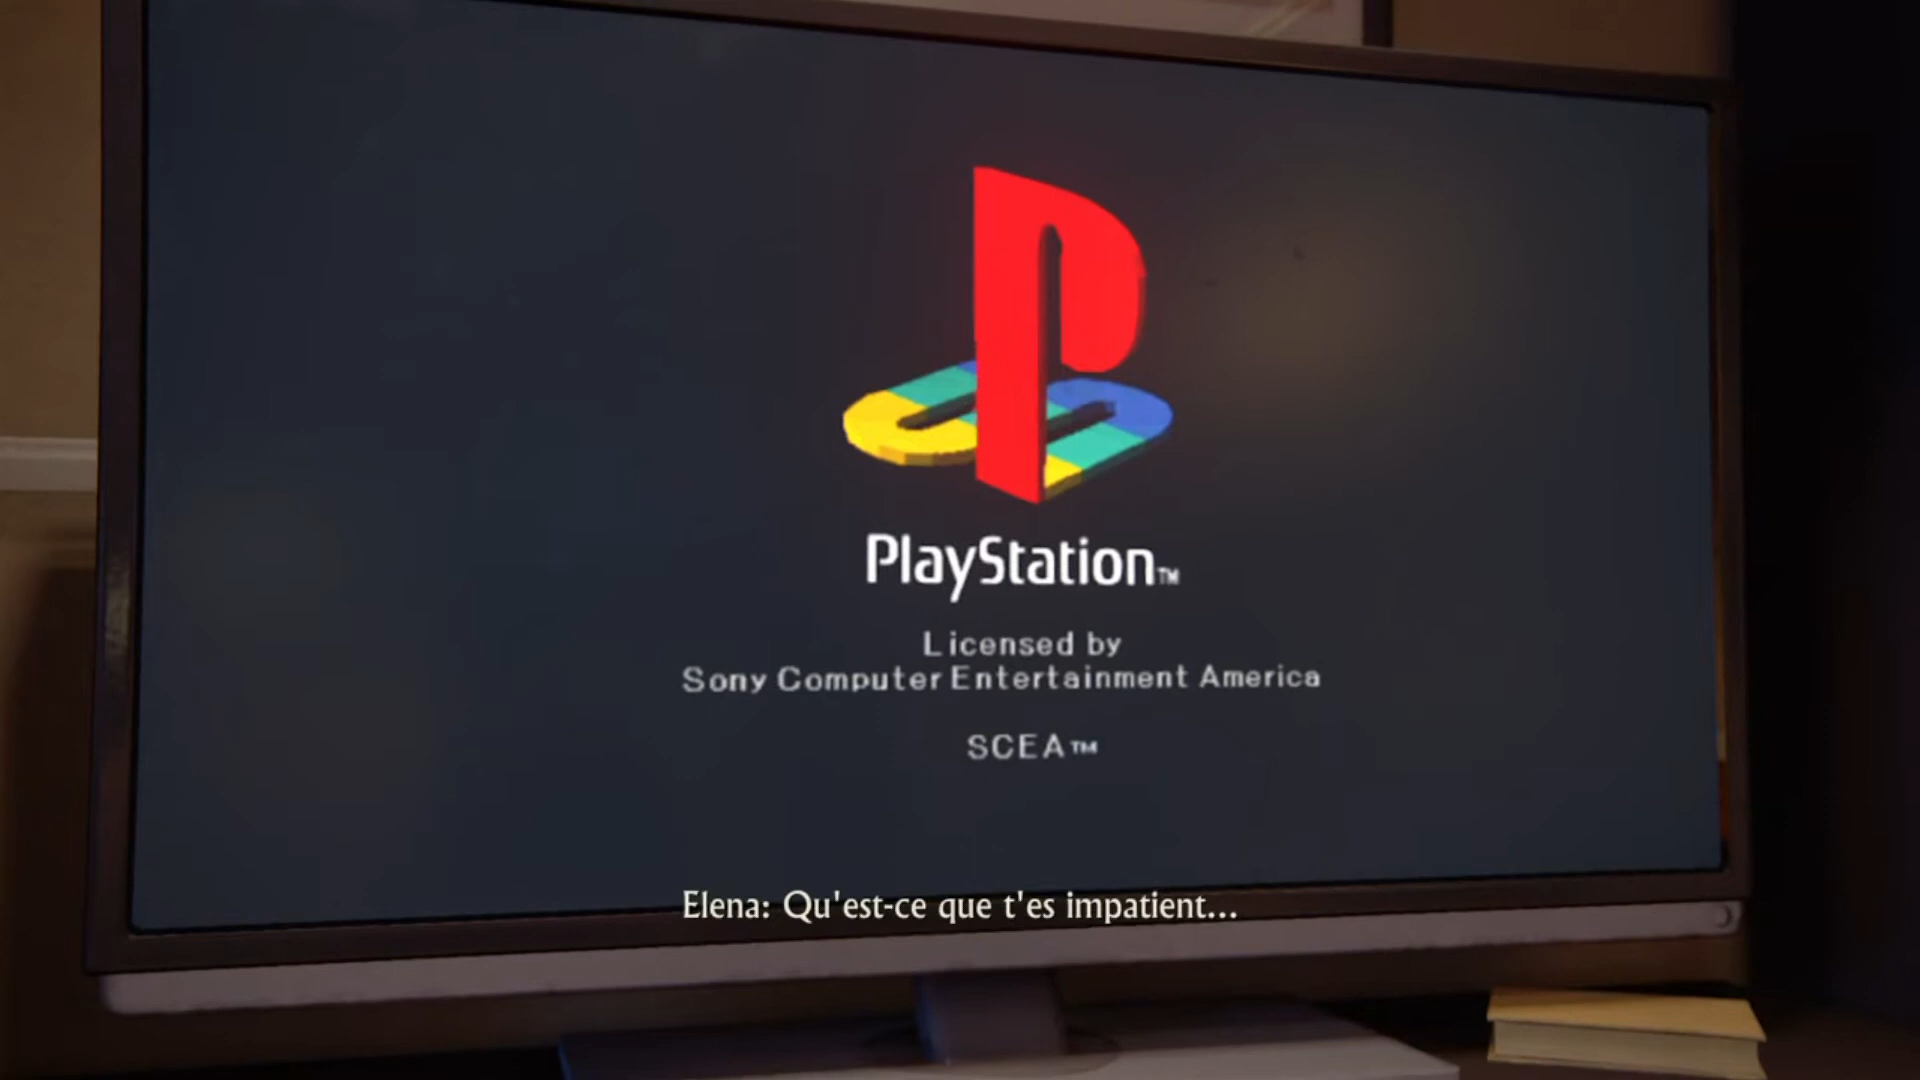 PlayStation™
Licensed by
Sony Computer Entertainment America
SCEA™
Elena: Qu'est-ce que t'es impatient...